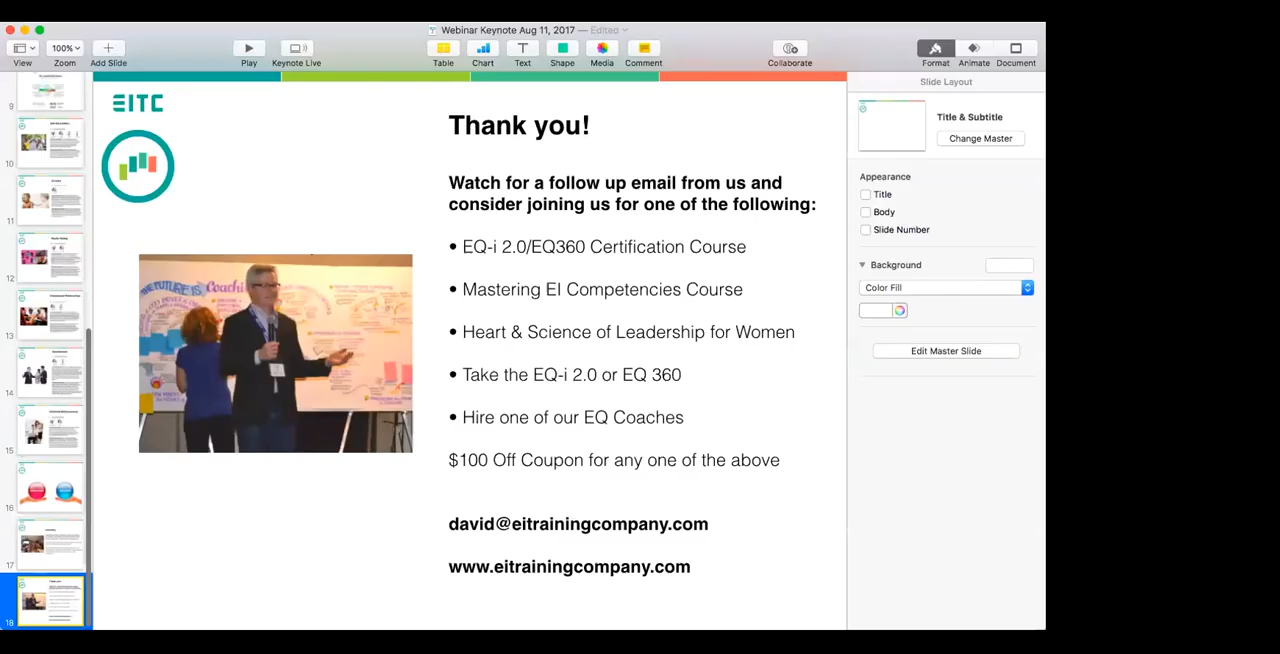 Webinar Keynote Aug 11, 2017 — Edited
100%
View
Zoom
Add Slide
Play
Keynote Live
Table
Chart
Text
Shape
Media
Comment
Collaborate
Format
Animate
Document
Slide Layout
Title & Subtitle
Change Master
Appearance
Title
Body
Slide Number
Background
Color Fill
Edit Master Slide
9
10
11
12
13
14
15
16
17
18
EITC
THE FUTURE IS
Coachi
Thank you!
Watch for a follow up email from us and
consider joining us for one of the following:
• EQ-i 2.0/EQ360 Certification Course
• Mastering EI Competencies Course
• Heart & Science of Leadership for Women
• Take the EQ-i 2.0 or EQ 360
• Hire one of our EQ Coaches
$100 Off Coupon for any one of the above
david@eitrainingcompany.com
www.eitrainingcompany.com